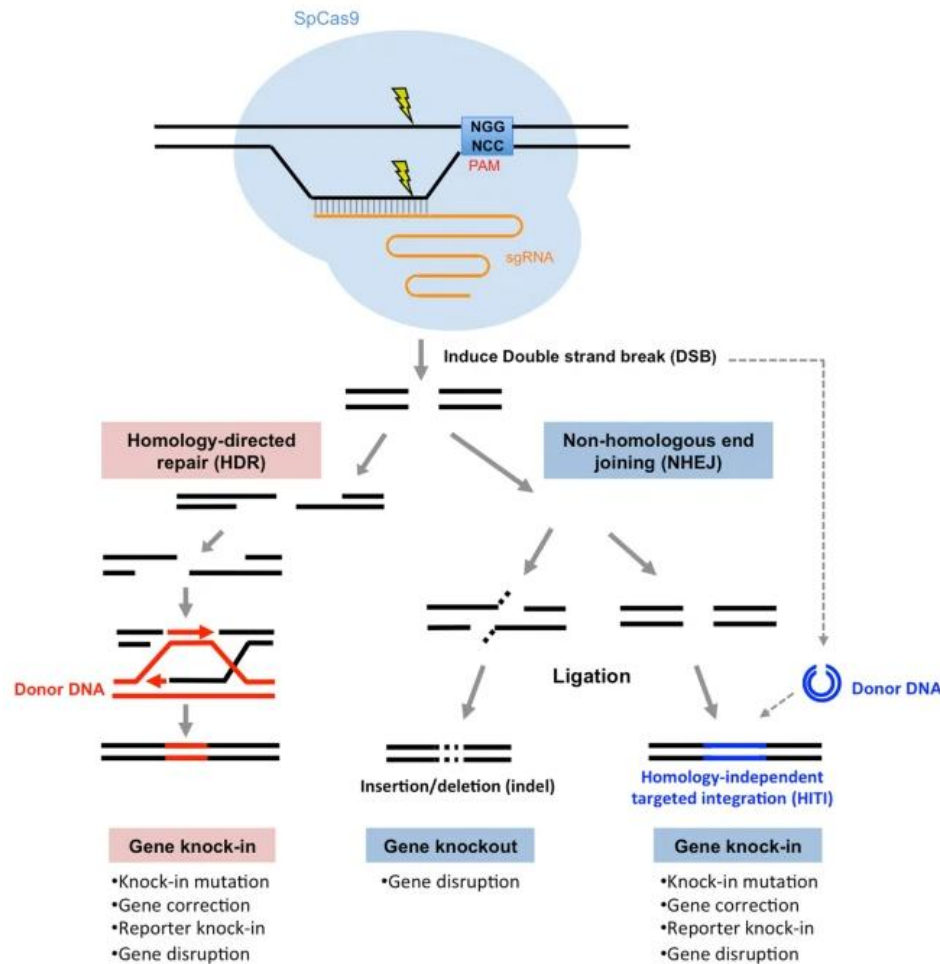 SpCas9
NGG
NCC
PAM
sgRNA
Induce Double strand break (DSB)
Homology-directed
repair (HDR)
Non-homologous end
joining (NHEJ)
Ligation
Donor DNA
Donor DNA
Insertion/deletion (indel)
Homology-independent
targeted integration (HITI)
Gene knock-in
•Knock-in mutation
•Gene correction
•Reporter knock-in
•Gene disruption
Gene knockout
•Gene disruption
Gene knock-in
•Knock-in mutation
•Gene correction
•Reporter knock-in
•Gene disruption